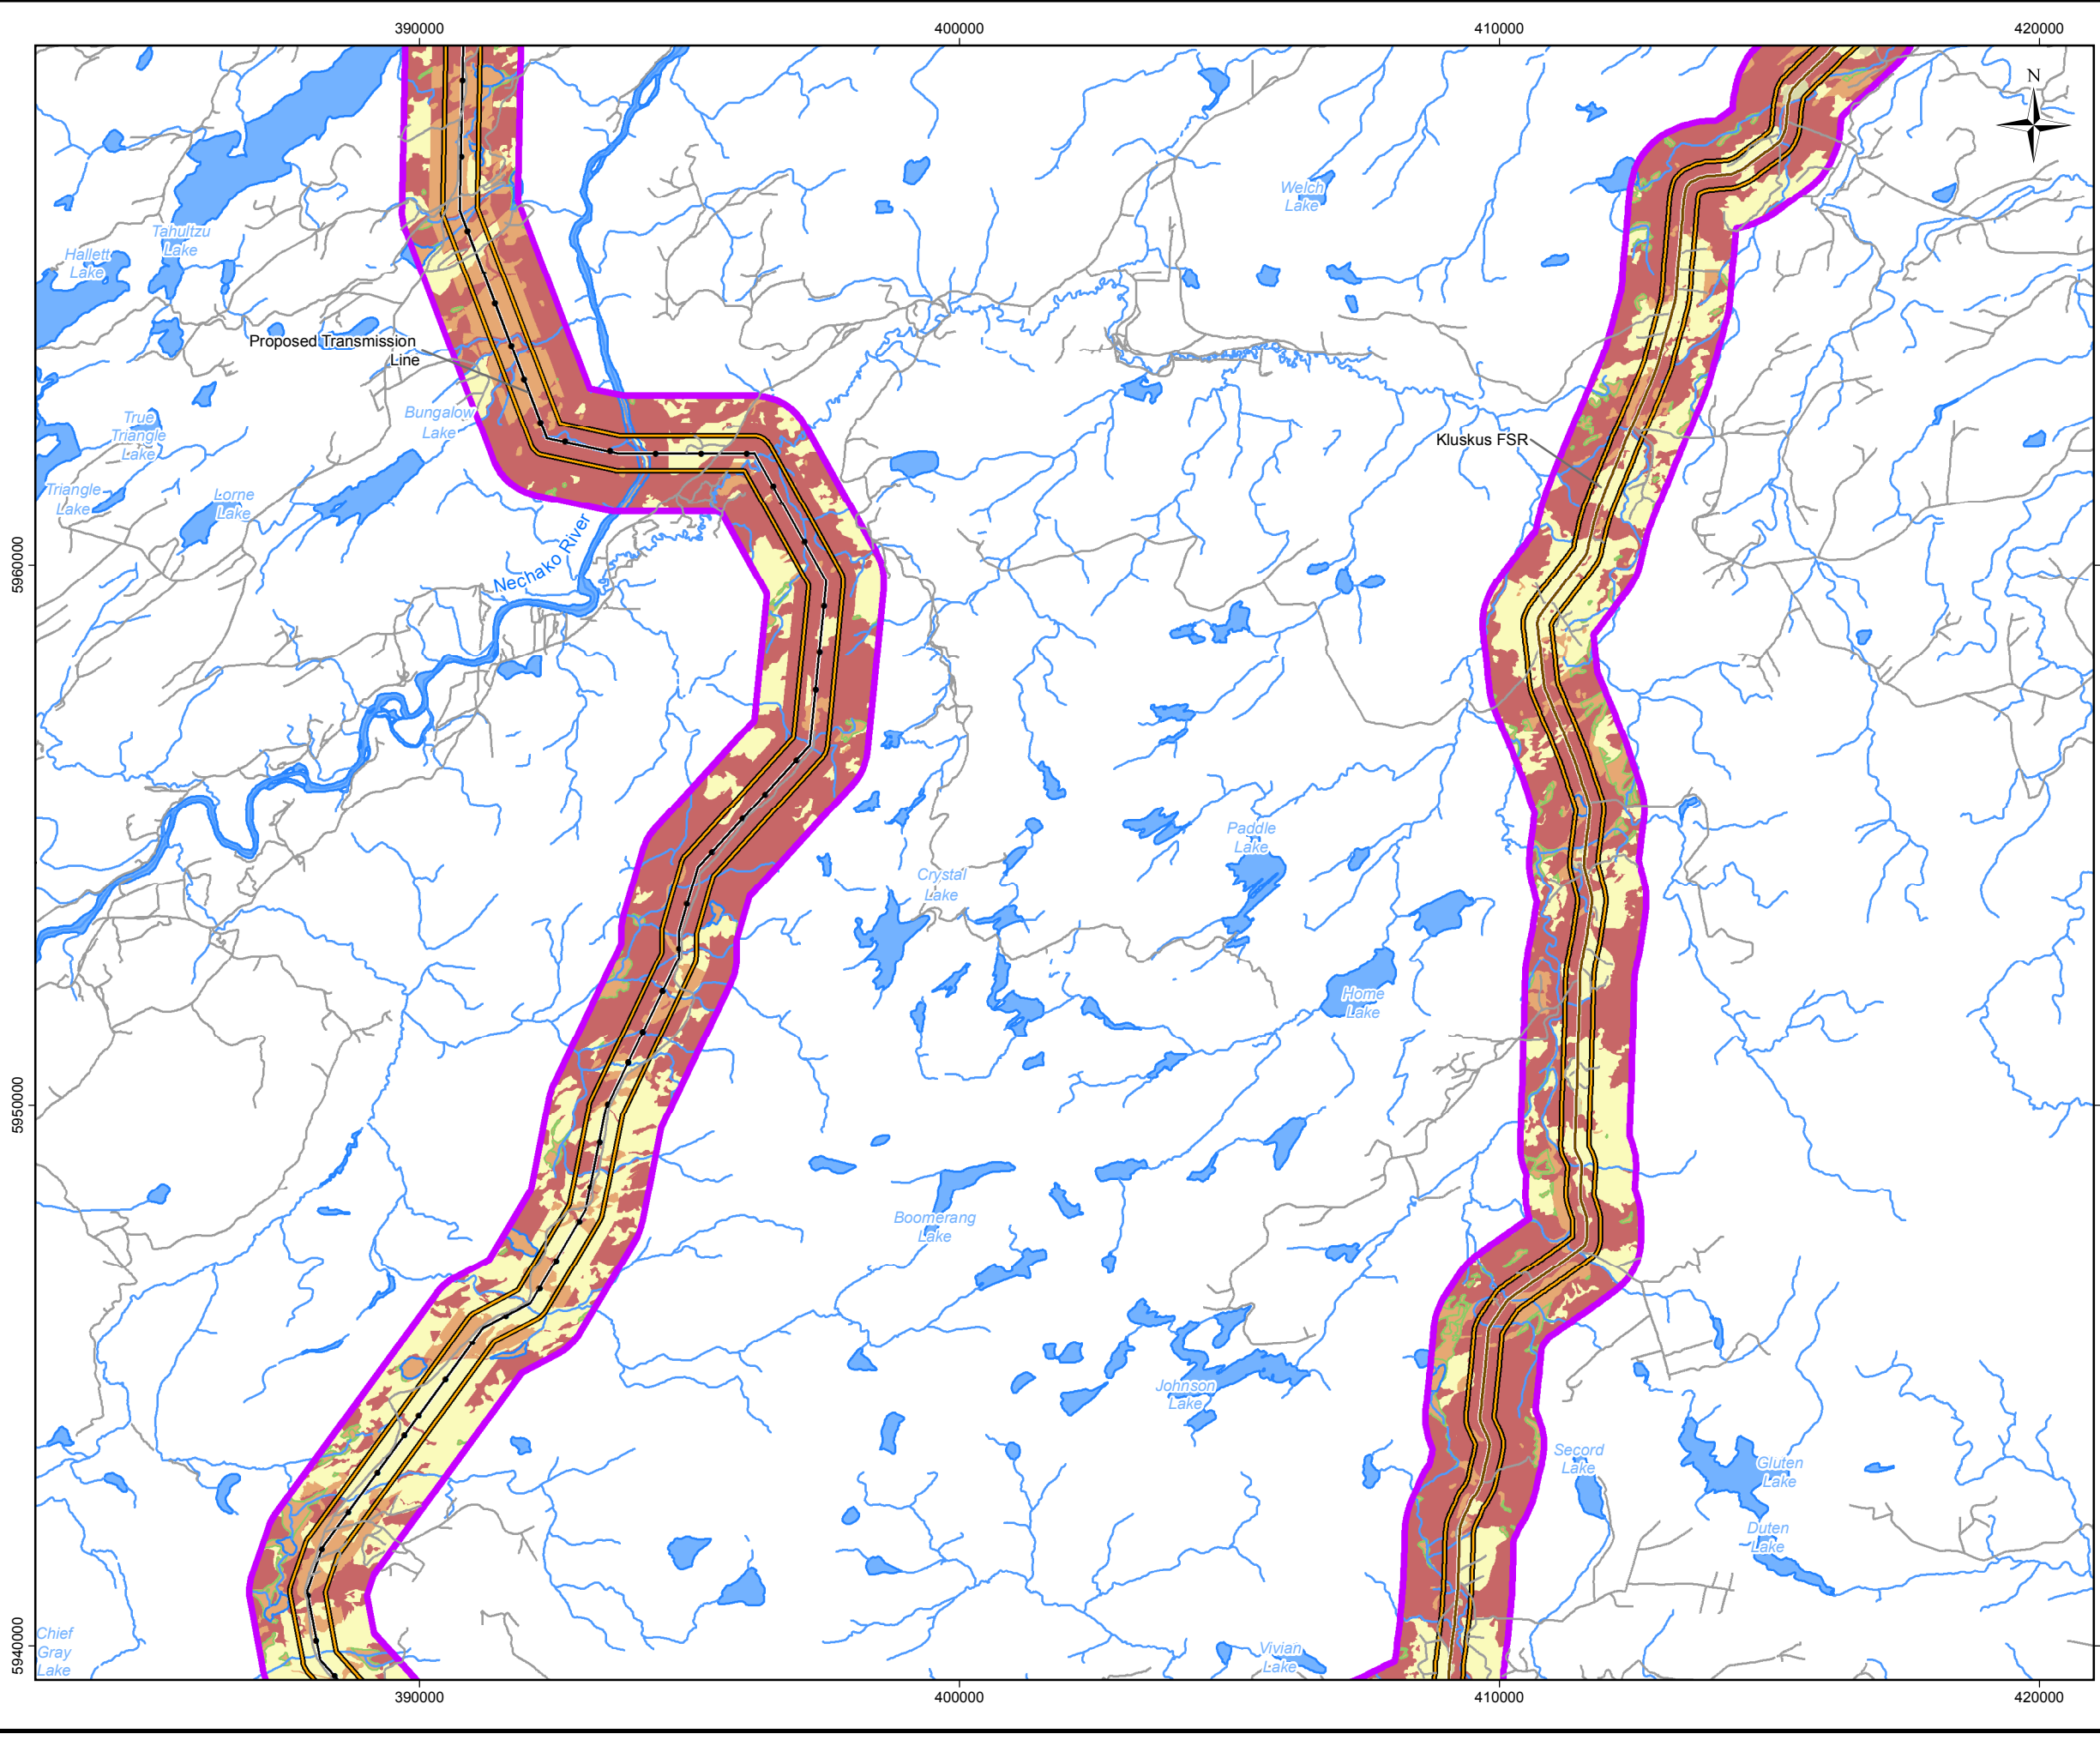 390000
400000
410000
420000
N
Welch
Lake
Tahultzu
Lake
Hallett
Lake
Proposed Transmission
Line
Bungalow
Lake
True
Triangle
Lake
Kluskus FSR
Triangle
Lake
Lorne
Lake
Nechako River
5960000
Paddle
Lake
Crystal
Lake
Home
Lake
5950000
Boomerang
Lake
Johnson
Lake
Secord
Lake
Gluten
Lake
Duten
Lake
5940000
Chief
Gray
Lake
Vivian
Lake
390000
400000
410000
420000